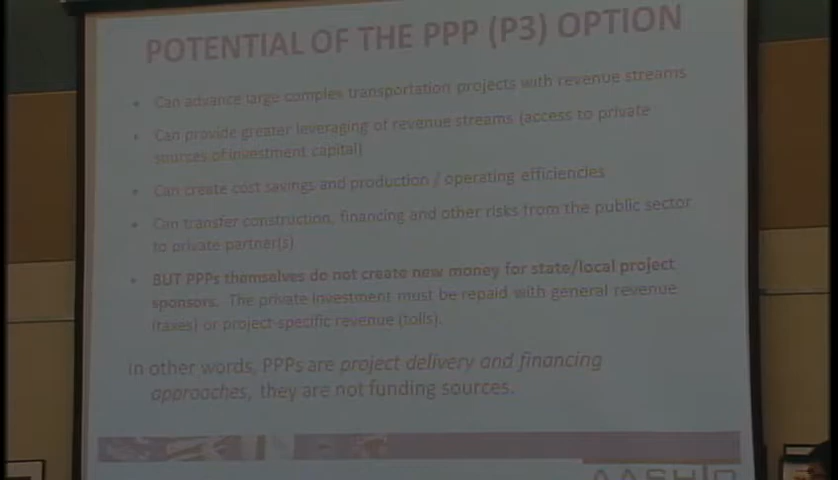 POTENTIAL OF THE PPP (P3) OPTION
• Can advance large complex transportation projects with revenue streams
• Can provide greater leveraging of revenue streams (access to private
sources of investment capital)
• Can create cost savings and production / operating efficiencies
• Can transfer construction, financing and other risks from the public sector
to private partner(s)
• BUT PPPs themselves do not create new money for state/local project
sponsors. The private investment must be repaid with general revenue
(taxes) or project-specific revenue (tolls).
In other words, PPPs are project delivery and financing
approaches, they are not funding sources.
AASHTO